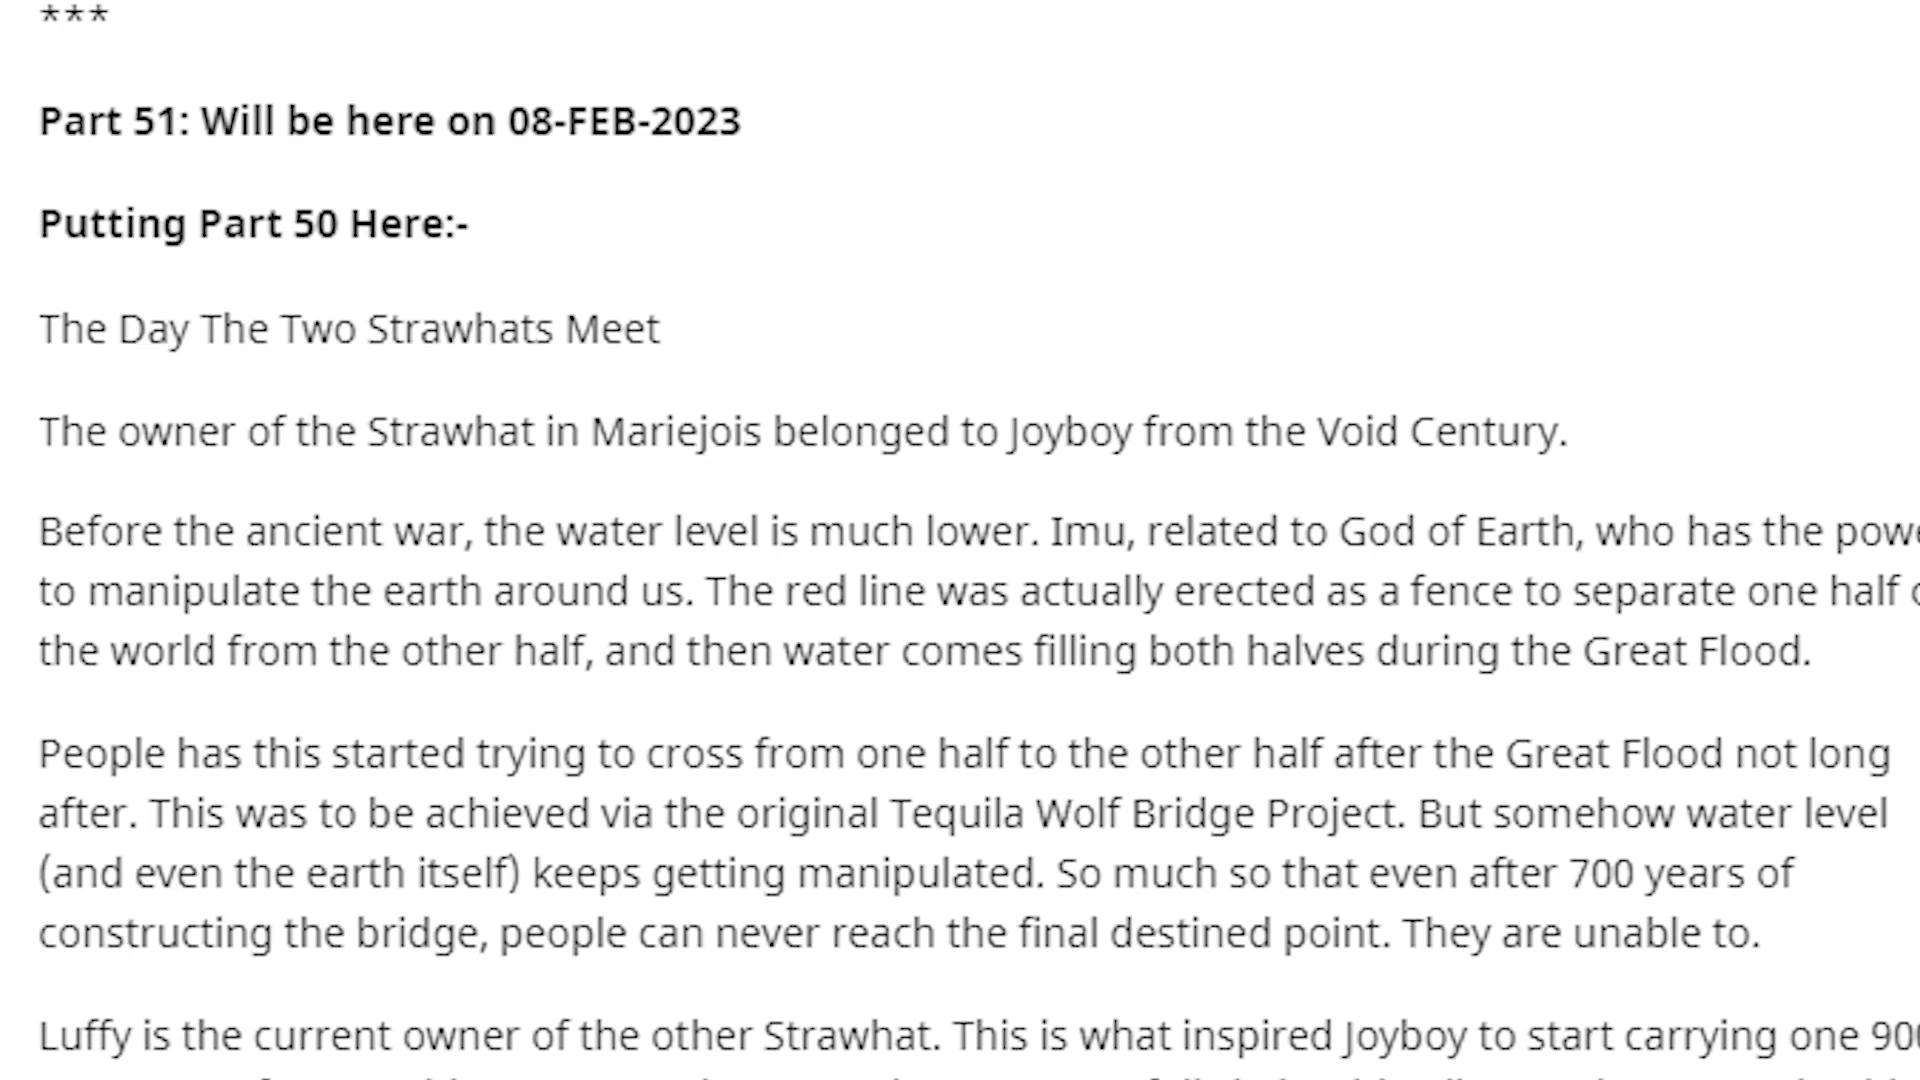 ***
Part 51: Will be here on 08-FEB-2023
Putting Part 50 Here:-
The Day The Two Strawhats Meet
The owner of the Strawhat in Mariejois belonged to Joyboy from the Void Century.
Before the ancient war, the water level is much lower. Imu, related to God of Earth, who has the
to manipulate the earth around us. The red line was actually erected as a fence to separate one half
the world from the other half, and then water comes filling both halves during the Great Flood.
People has this started trying to cross from one half to the other half after the Great Flood not long
after. This was to be achieved via the original Tequila Wolf Bridge Project. But somehow water level
(and even the earth itself) keeps getting manipulated. So much so that even after 700 years of
constructing the bridge, people can never reach the final destined point. They are unable to.
Luffy is the current owner of the other Strawhat. This is what inspired Joyboy to start carrying one